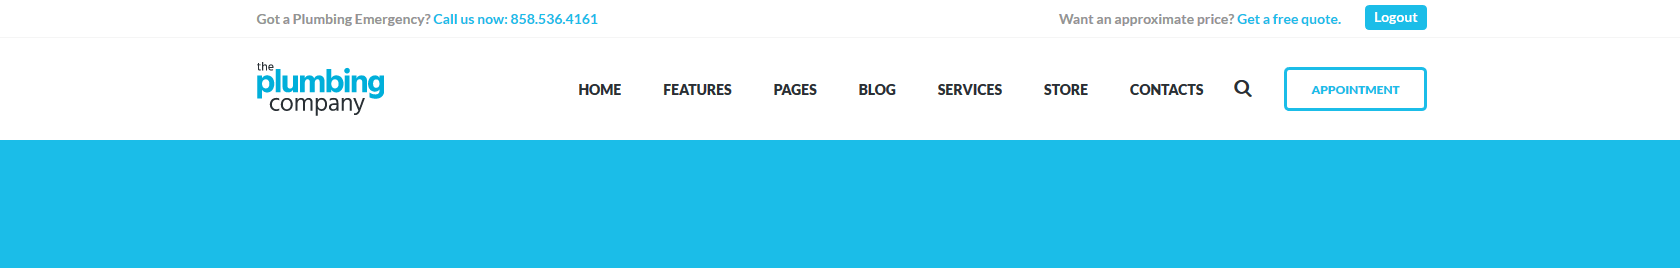 Got a Plumbing Emergency? Call us now: 858.536.4161
Want an approximate price? Get a free quote.
Logout
the
plumbing
company
HOME FEATURES PAGES BLOG SERVICES STORE CONTACTS
APPOINTMENT